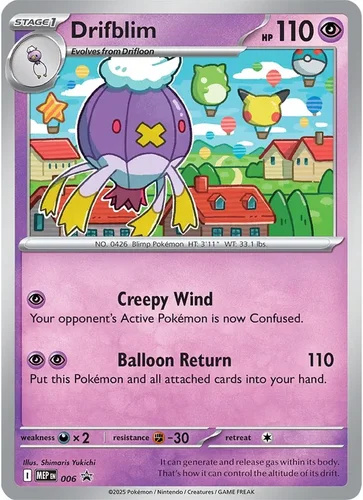 STAGE1
Drifblim
HP 110
Evolves from Drifloon
NO. 0426 Blimp Pokémon HT: 3'11" WT: 33.1 lbs.
Creepy Wind
Your opponent's Active Pokémon is now Confused.
Balloon Return 110
Put this Pokémon and all attached cards into your hand.
weakness ×2 resistance -30 retreat
Illus. Shimaris Yukichi
I MEP EN 006
It can generate and release gas within its body.
That's how it can control the altitude of its drift.
©2025 Pokémon / Nintendo / Creatures / GAME FREAK